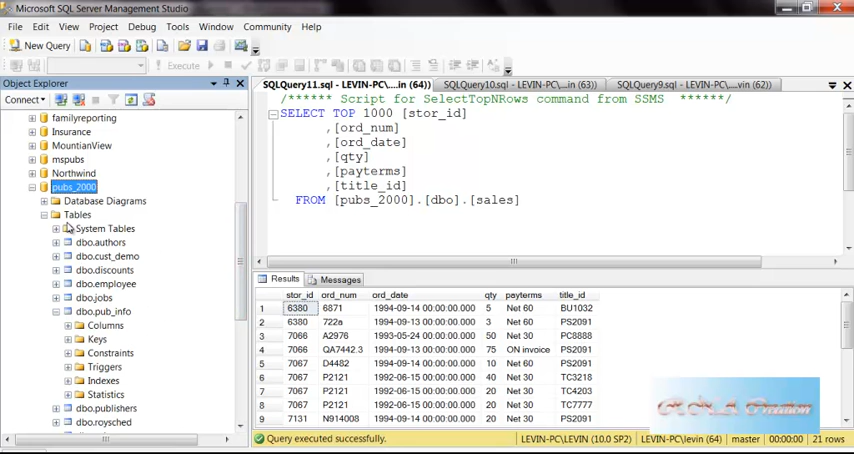 Microsoft SQL Server Management Studio
File Edit View Project Debug Tools Window Community Help
New Query
Execute
Object Explorer
Connect
familyreporting
Insurance
MountianView
mspubs
Northwind
pubs_2000
Database Diagrams
Tables
System Tables
dbo.authors
dbo.cust_demo
dbo.discounts
dbo.employee
dbo.jobs
dbo.pub_info
Columns
Keys
Constraints
Triggers
Indexes
Statistics
dbo.publishers
dbo.roysched
SQLQuery11.sql - LEVIN-PC\....in (64)) SQLQuery10.sql - LEVIN-PC\....in (63)) SQLQuery9.sql - LEVIN-PC\....vin (62))
/****** Script for SelectTopNRows command from SSMS ******/
SELECT TOP 1000 [stor_id]
,[ord_num]
,[ord_date]
,[qty]
,[payterms]
,[title_id]
FROM [pubs_2000].[dbo].[sales]
Results Messages
stor_id ord_num ord_date qty payterms title_id
1 6380 6871 1994-09-14 00:00:00.000 5 Net 60 BU1032
2 6380 722a 1994-09-13 00:00:00.000 3 Net 60 PS2091
3 7066 A2976 1993-05-24 00:00:00.000 50 Net 30 PC8888
4 7066 QA7442.3 1994-09-13 00:00:00.000 75 ON invoice PS2091
5 7067 D4482 1994-09-14 00:00:00.000 10 Net 60 PS2091
6 7067 P2121 1992-06-15 00:00:00.000 40 Net 30 TC3218
7 7067 P2121 1992-06-15 00:00:00.000 20 Net 30 TC4203
8 7067 P2121 1992-06-15 00:00:00.000 20 Net 30 TC7777
9 7131 N914008 1994-09-14 00:00:00.000 20 Net 30 PS2091
Query executed successfully. LEVIN-PC\LEVIN (10.0 SP2) LEVIN-PC\levin (64) master 00:00:00 21 rows